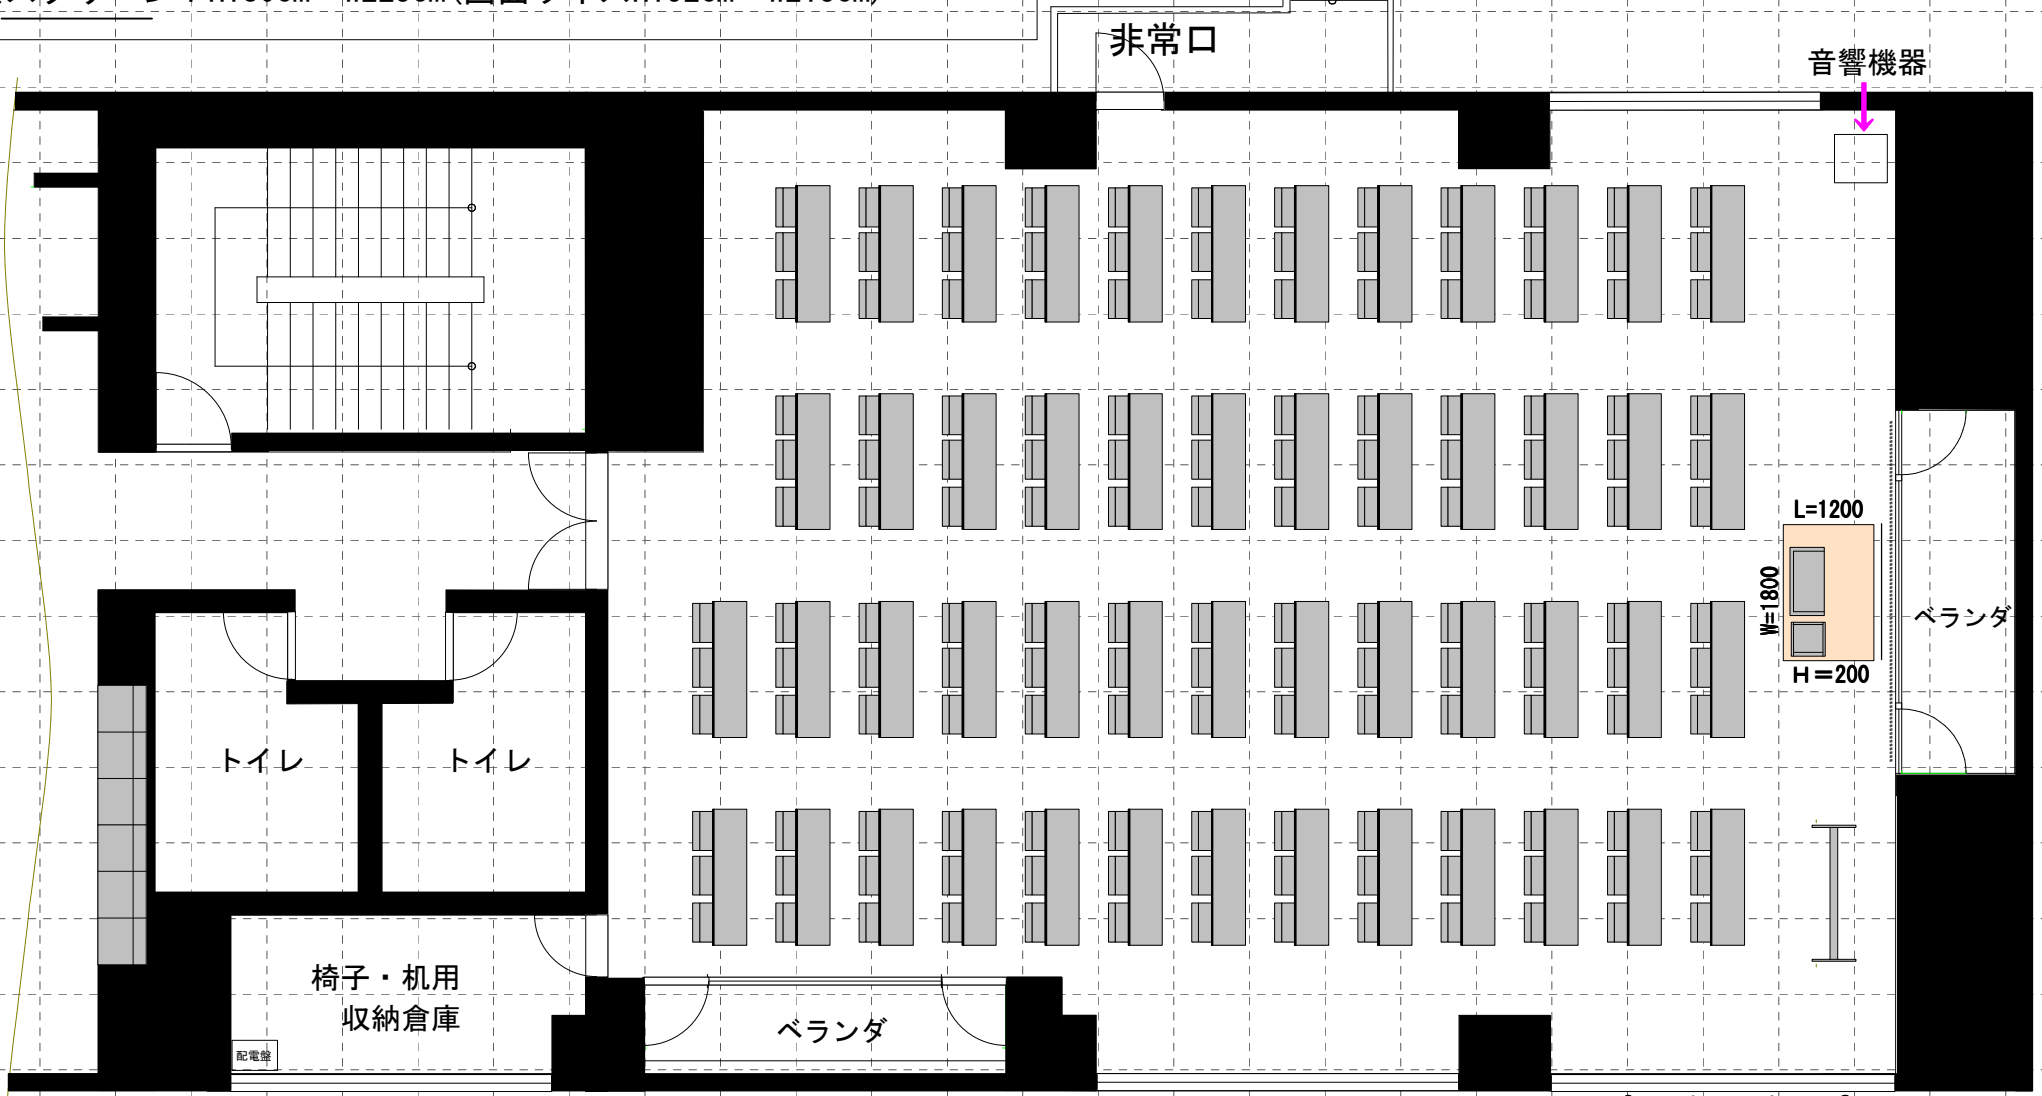 非常口
音響機器
L=1200
W=1800
ベランダ
H=200
トイレ
トイレ
椅子・机用
収納倉庫
ベランダ
配電盤